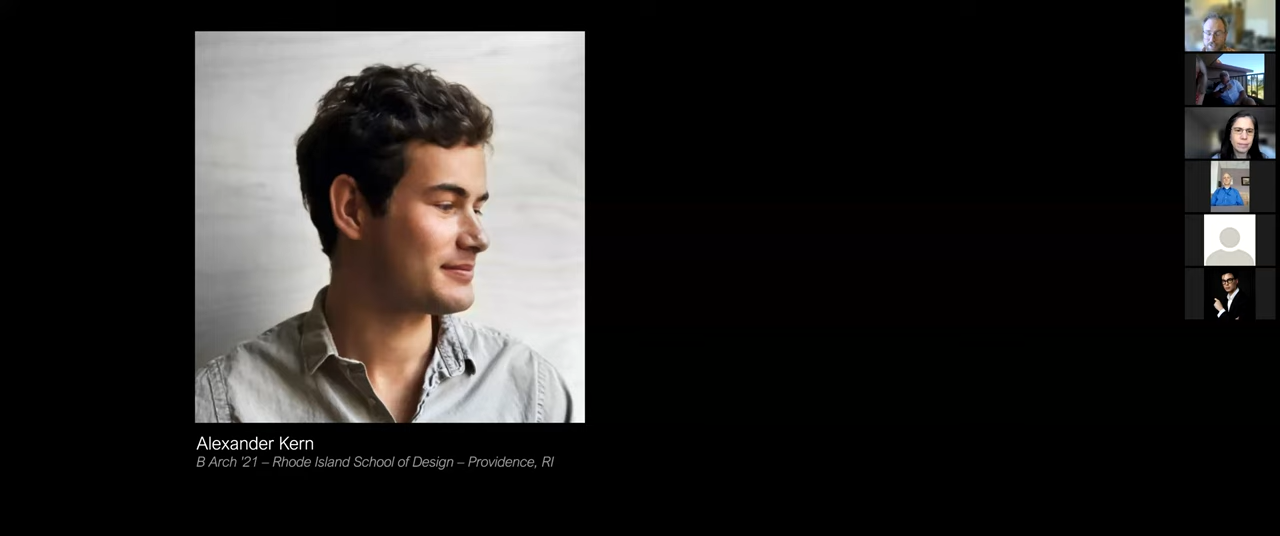 Alexander Kern
B Arch '21 – Rhode Island School of Design – Providence, RI